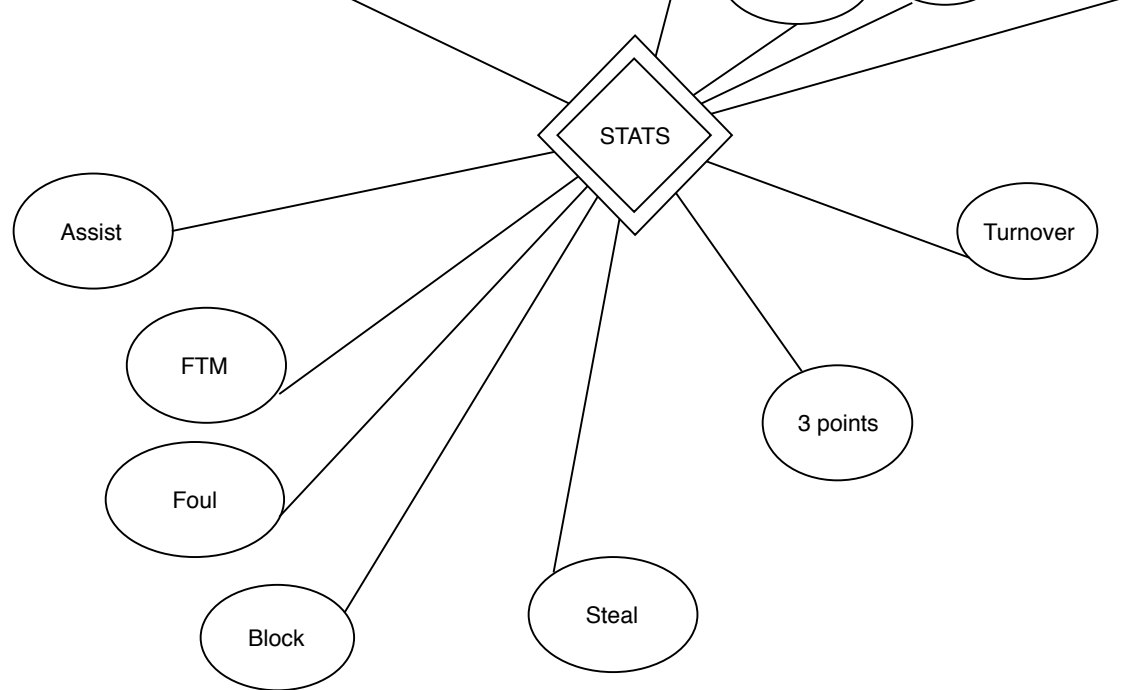 STATS
Assist
Turnover
FTM
3 points
Foul
Steal
Block